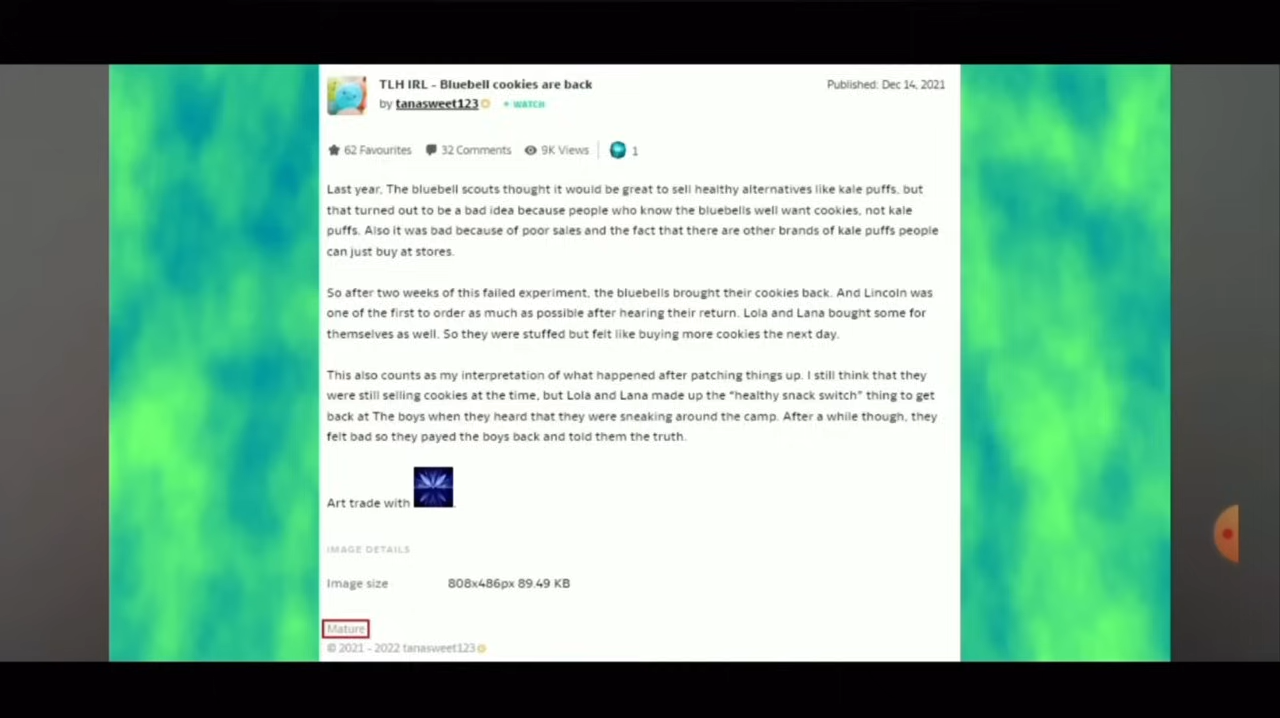 TLH IRL - Bluebell cookies are back
Published: Dec 14, 2021
by tanasweet123 + WATCH
62 Favourites 32 Comments 9K Views 1
Last year, The bluebell scouts thought it would be great to sell healthy alternatives like kale puffs, but
that turned out to be a bad idea because people who know the bluebells well want cookies, not kale
puffs. Also it was bad because of poor sales and the fact that there are other brands of kale puffs people
can just buy at stores.
So after two weeks of this failed experiment, the bluebells brought their cookies back. And Lincoln was
one of the first to order as much as possible after hearing their return. Lola and Lana bought some for
themselves as well. So they were stuffed but felt like buying more cookies the next day.
This also counts as my interpretation of what happened after patching things up. I still think that they
were still selling cookies at the time, but Lola and Lana made up the “healthy snack switch” thing to get
back at The boys when they heard that they were sneaking around the camp. After a while though, they
felt bad so they payed the boys back and told them the truth.
Art trade with .
IMAGE DETAILS
Image size 808x486px 89.49 KB
Mature
© 2021 - 2022 tanasweet123